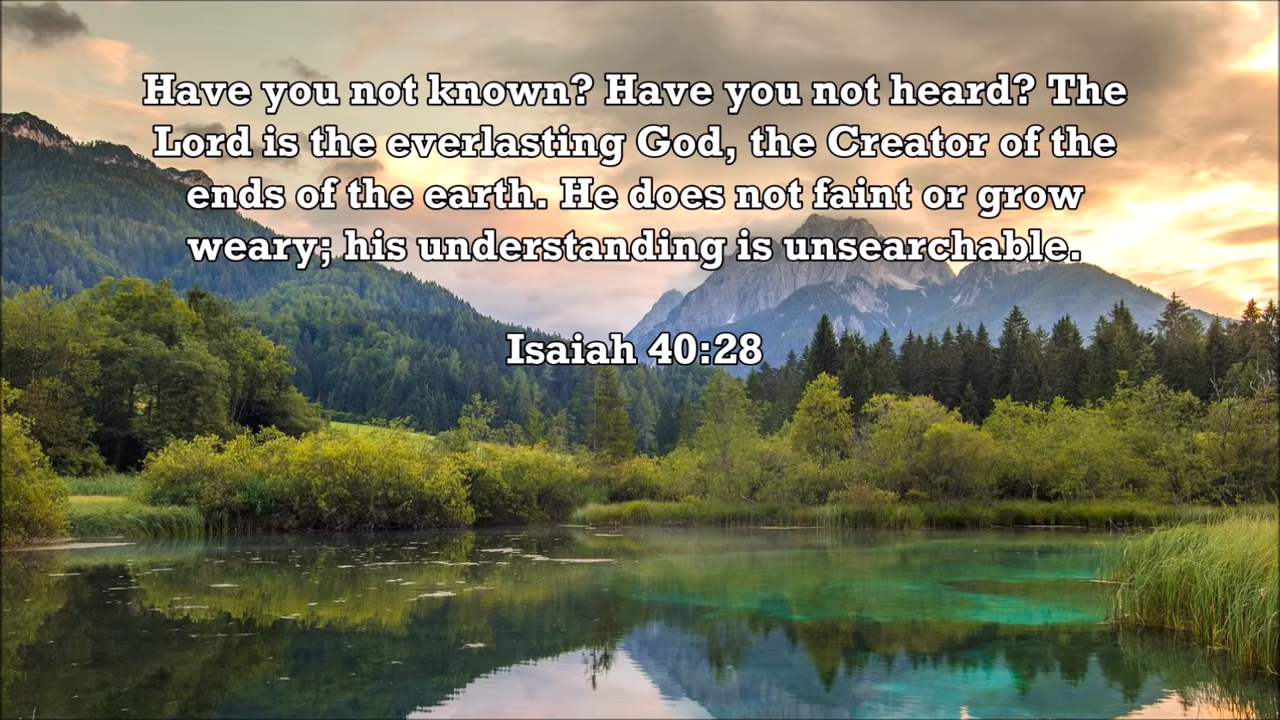 Have you not known? Have you not heard? The
Lord is the everlasting God, the Creator of the
ends of the earth. He does not faint or grow
weary; his understanding is unsearchable.
Isaiah 40:28